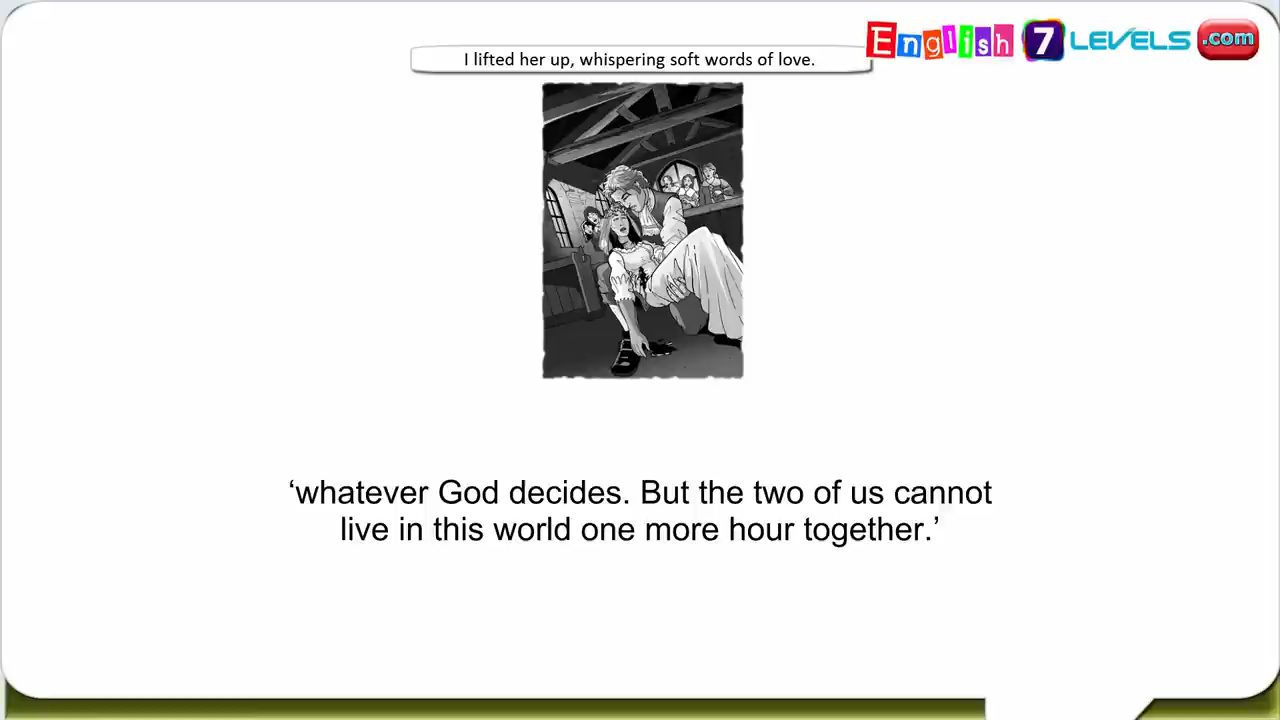 English 7 LEVELS .com
I lifted her up, whispering soft words of love.
‘whatever God decides. But the two of us cannot
live in this world one more hour together.’